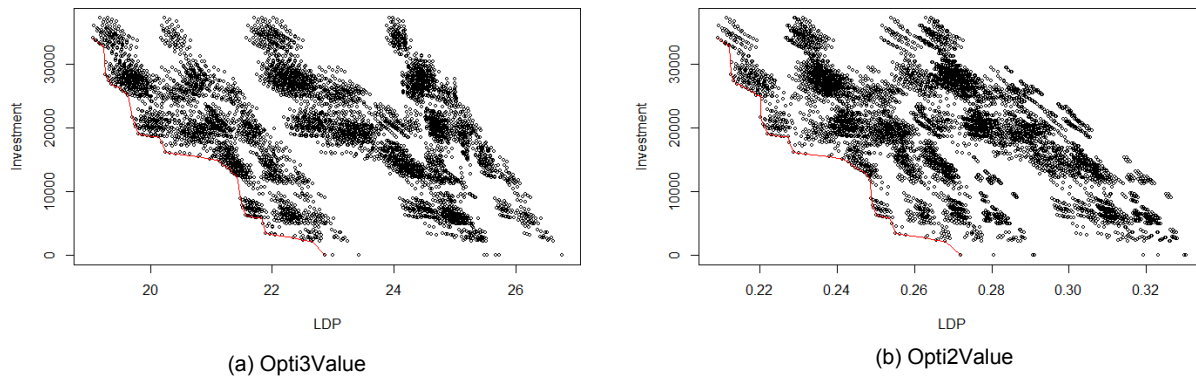 Investment
0 10000 20000 30000
20 22 24 26
LDP
(a) Opti3Value
Investment
0 10000 20000 30000
0.22 0.24 0.26 0.28 0.30 0.32
LDP
(b) Opti2Value